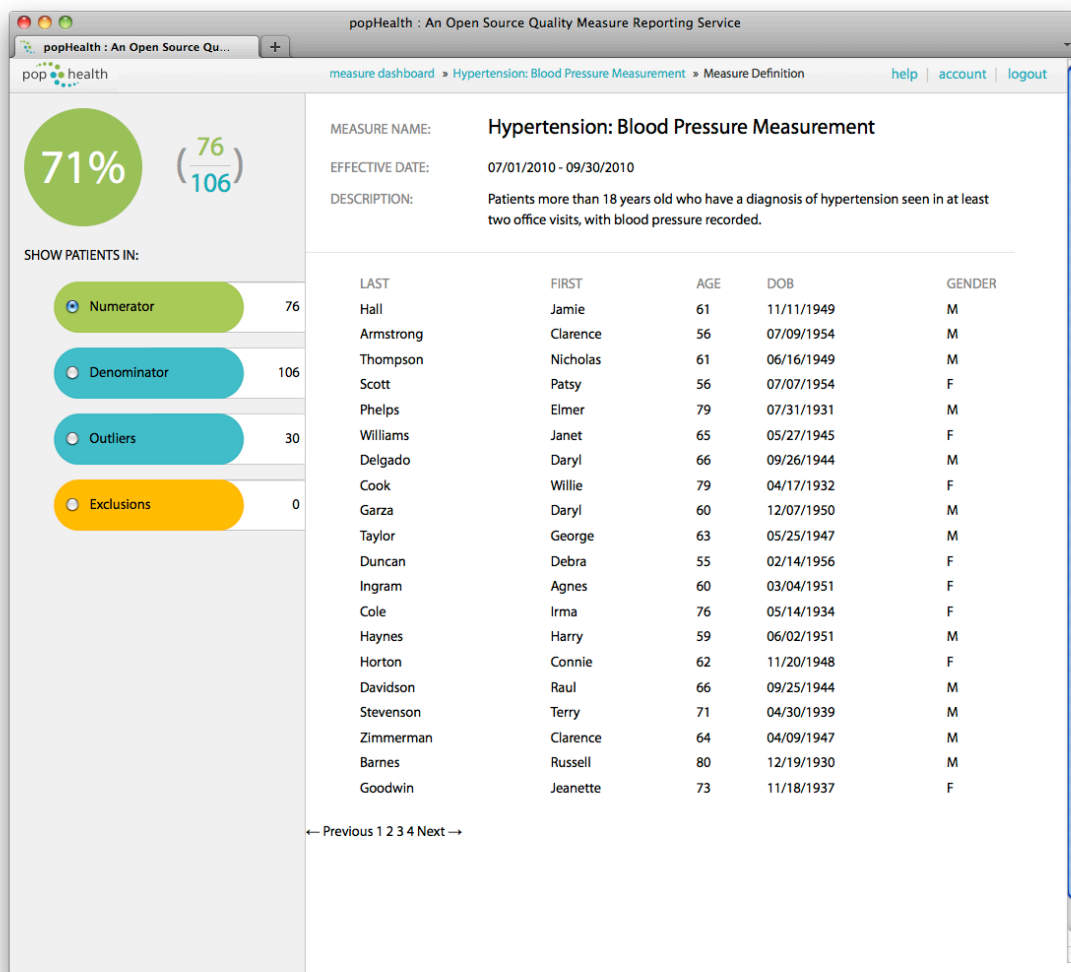 popHealth : An Open Source Quality Measure Reporting Service
popHealth : An Open Source Qu... +
pop health
measure dashboard » Hypertension: Blood Pressure Measurement » Measure Definition
help | account | logout
71% (76/106)
SHOW PATIENTS IN:
Numerator 76
Denominator 106
Outliers 30
Exclusions 0
MEASURE NAME: Hypertension: Blood Pressure Measurement
EFFECTIVE DATE: 07/01/2010 - 09/30/2010
DESCRIPTION: Patients more than 18 years old who have a diagnosis of hypertension seen in at least
two office visits, with blood pressure recorded.
LAST FIRST AGE DOB GENDER
Hall Jamie 61 11/11/1949 M
Armstrong Clarence 56 07/09/1954 M
Thompson Nicholas 61 06/16/1949 M
Scott Patsy 56 07/07/1954 F
Phelps Elmer 79 07/31/1931 M
Williams Janet 65 05/27/1945 F
Delgado Daryl 66 09/26/1944 M
Cook Willie 79 04/17/1932 F
Garza Daryl 60 12/07/1950 M
Taylor George 63 05/25/1947 M
Duncan Debra 55 02/14/1956 F
Ingram Agnes 60 03/04/1951 F
Cole Irma 76 05/14/1934 F
Haynes Harry 59 06/02/1951 M
Horton Connie 62 11/20/1948 F
Davidson Raul 66 09/25/1944 M
Stevenson Terry 71 04/30/1939 M
Zimmerman Clarence 64 04/09/1947 M
Barnes Russell 80 12/19/1930 M
Goodwin Jeanette 73 11/18/1937 F
← Previous 1 2 3 4 Next →